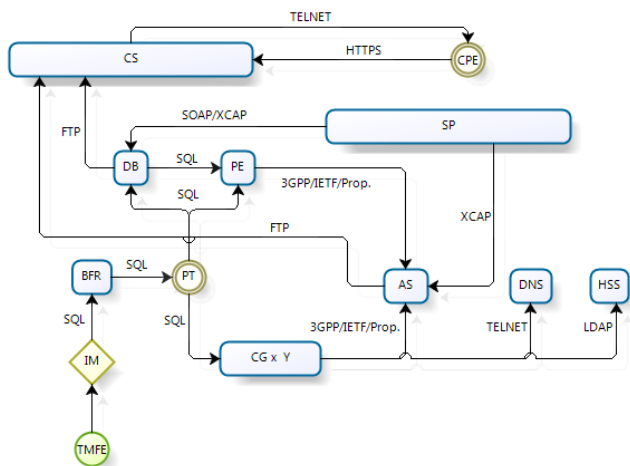 TELNET
CS
HTTPS
CPE
SOAP/XCAP
SP
FTP
DB
SQL
PE
3GPP/IETF/Prop.
SQL
XCAP
FTP
BFR
SQL
PT
AS
DNS
HSS
SQL
SQL
3GPP/IETF/Prop.
TELNET
LDAP
IM
CG x Y
TMFE